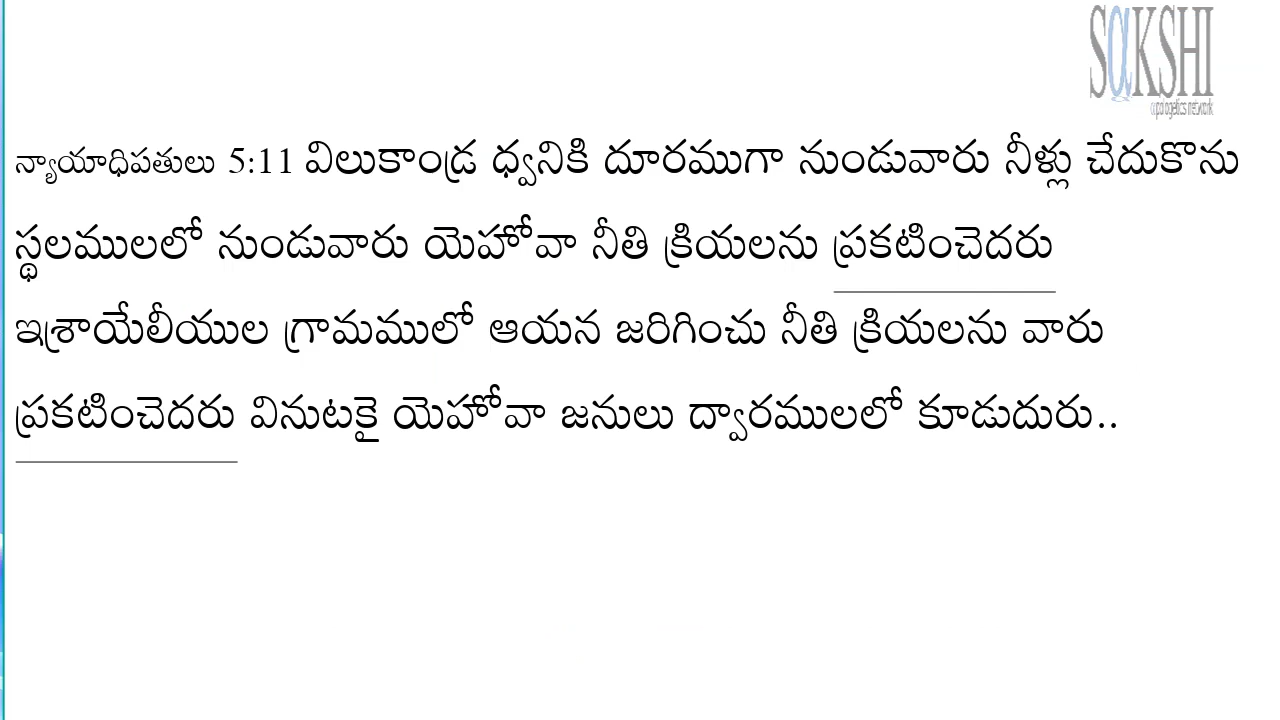 SaKSHI
apologetics network
న్యాయాధిపతులు 5:11 విలుకాండ్ర ధ్వనికి దూరముగా నుండువారు నీళ్లు చేదుకొను
స్థలములలో నుండువారు యెహోవా నీతి క్రియలను ప్రకటించెదరు
ఇశ్రాయేలీయుల గ్రామములో ఆయన జరిగించు నీతి క్రియలను వారు
ప్రకటించెదరు వినుటకై యెహోవా జనులు ద్వారములలో కూడుదురు..